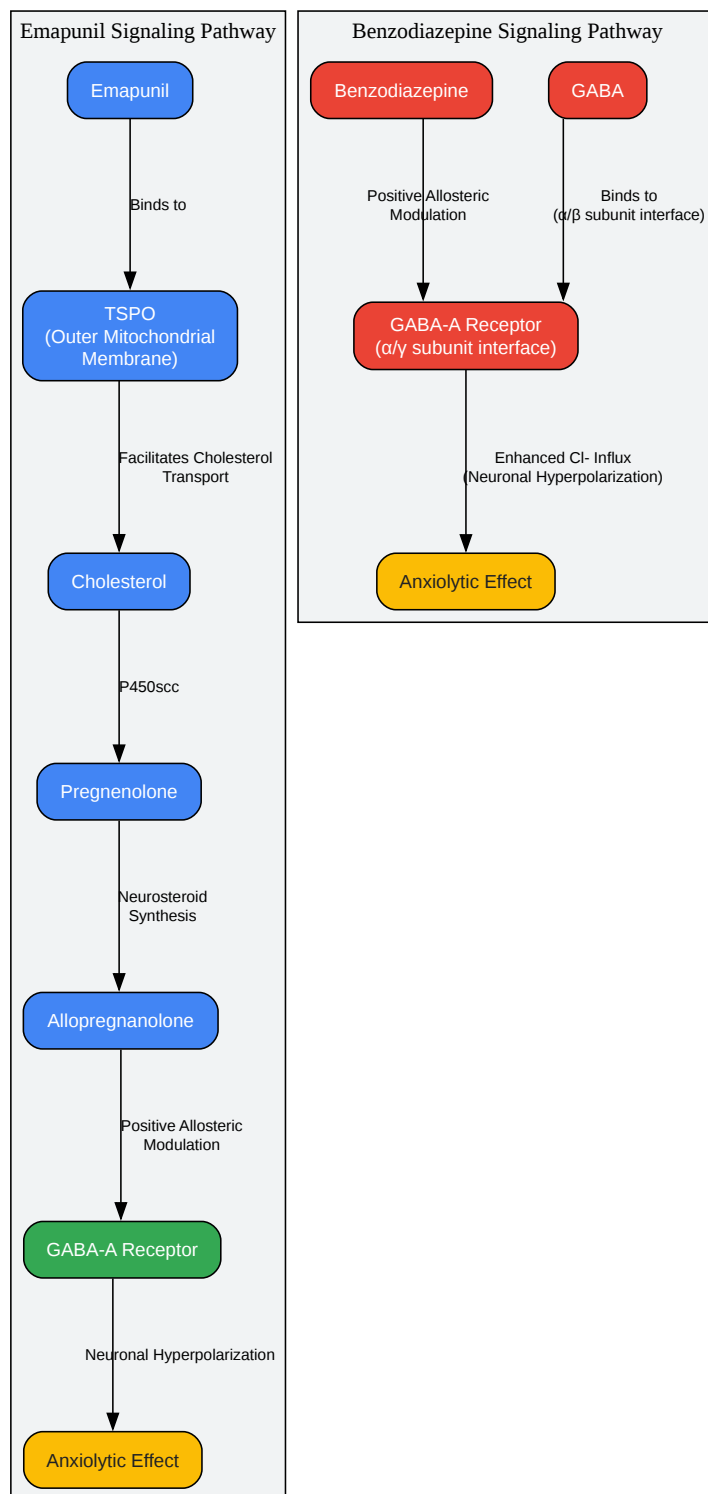 Emapunil Signaling Pathway
Emapunil
Binds to
TSPO
(Outer Mitochondrial
Membrane)
Facilitates Cholesterol
Transport
Cholesterol
P450scc
Pregnenolone
Neurosteroid
Synthesis
Allopregnanolone
Positive Allosteric
Modulation
GABA-A Receptor
Neuronal Hyperpolarization
Anxiolytic Effect
Benzodiazepine Signaling Pathway
Benzodiazepine
GABA
Positive Allosteric
Modulation
Binds to
(α/β subunit interface)
GABA-A Receptor
(α/γ subunit interface)
Enhanced Cl- Influx
(Neuronal Hyperpolarization)
Anxiolytic Effect